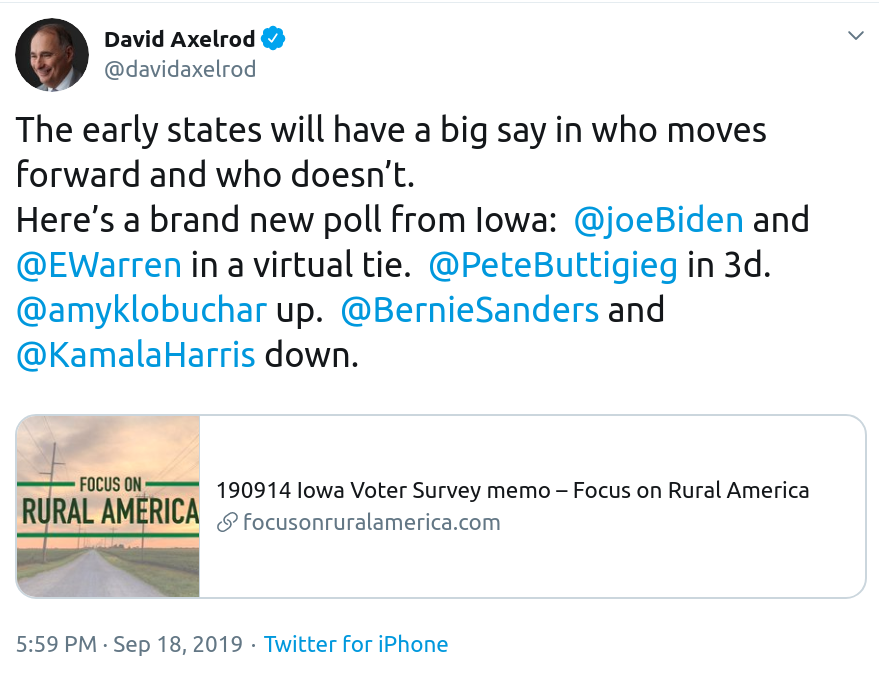 David Axelrod
@davidaxelrod
The early states will have a big say in who moves
forward and who doesn’t.
Here’s a brand new poll from Iowa:  @joeBiden and
@EWarren in a virtual tie.  @PeteButtigieg in 3d.
@amyklobuchar up.  @BernieSanders and
@KamalaHarris down.
FOCUS ON
RURAL AMERICA
190914 Iowa Voter Survey memo – Focus on Rural America
focusonruralamerica.com
5:59 PM · Sep 18, 2019 · Twitter for iPhone